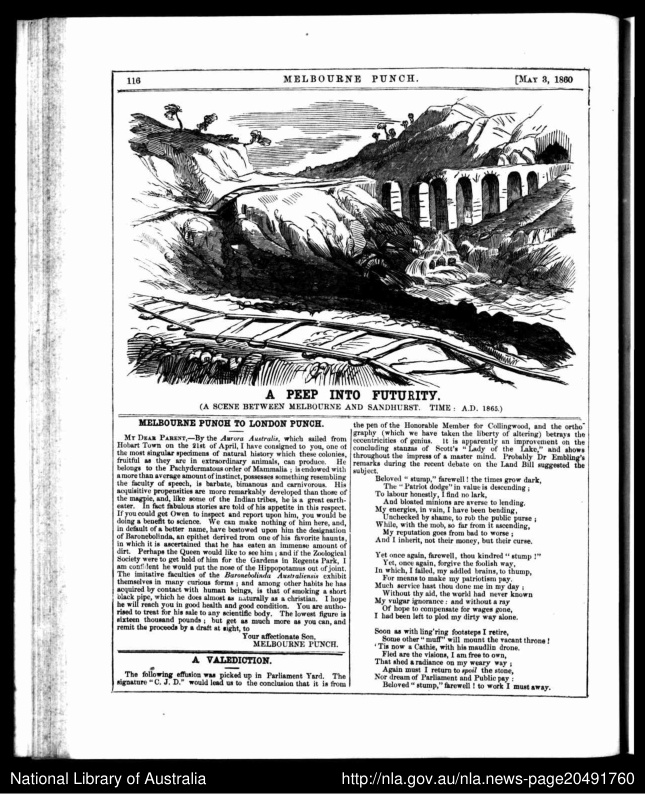 116
MELBOURNE PUNCH.
[MAY 3, 1860
A PEEP INTO FUTURITY.
(A SCENE BETWEEN MELBOURNE AND SANDHURST. TIME: A.D. 1865.)
MELBOURNE PUNCH TO LONDON PUNCH.
MY DEAR PARENT,—By the Aurora Australis, which sailed from
Hobart Town on the 21st of April, I have consigned to you, one of
the most singular specimens of natural history which these colonies,
fruitful as they are in extraordinary animals, can produce. He
belongs to the Pachydermatous order of Mammalia; is endowed with
a more than average amount of instinct, possesses something resembling
the faculty of speech, is barbate, bimanous and carnivorous. His
acquisitive propensities are more remarkably developed than those of
the magpie, and, like some of the Indian tribes, he is a great earth-
eater. In fact fabulous stories are told of his appetite in this respect.
If you could get Owen to inspect and report upon him, you would be
doing a benefit to science. We can make nothing of him here, and,
in default of a better name, have bestowed upon him the designation
of Baronebolinda, an epithet derived from one of his favorite haunts,
in which it is ascertained that he has eaten an immense amount of
dirt. Perhaps the Queen would like to see him; and if the Zoological
Society were to get hold of him for the Gardens in Regents Park, I
am confident he would put the nose of the Hippopotamus out of joint.
The imitative faculties of the Baronebolinda Australiensis exhibit
themselves in many curious forms; and among other habits he has
acquired by contact with human beings, is that of smoking a short
black pipe, which he does almost as naturally as a christian. I hope
he will reach you in good health and good condition. You are autho-
rised to treat for his sale to any scientific body. The lowest figure is
sixteen thousand pounds; but get as much more as you can, and
remit the proceeds by a draft at sight, to
Your affectionate Son,
MELBOURNE PUNCH.
A VALEDICTION.
The following effusion was picked up in Parliament Yard. The
signature "C. J. D." would lead us to the conclusion that it is from
the pen of the Honorable Member for Collingwood, and the ortho-
graphy (which we have taken the liberty of altering) betrays the
eccentricities of genius. It is apparently an improvement on the
concluding stanzas of Scott's "Lady of the Lake," and shows
throughout the impress of a master mind. Probably Dr Embling's
remarks during the recent debate on the Land Bill suggested the
subject.
Beloved "stump," farewell! the times grow dark,
The "Patriot dodge" in value is descending;
To labour honestly, I find no lark,
And bloated minions are averse to lending.
My energies, in vain, I have been bending,
Unchecked by shame, to rob the public purse;
While, with the mob, so far from it ascending,
My reputation goes from bad to worse;
And I inherit, not their money, but their curse.
Yet once again, farewell, thou kindred "stump!"
Yet, once again, forgive the foolish way,
In which, I failed, my addled brains, to thump,
For means to make my patriotism pay.
Much service hast thou done me in my day;
Without thy aid, the world had never known
My vulgar ignorance: and without a ray
Of hope to compensate for wages gone,
I had been left to plod my dirty way alone.
Soon as with ling'ring footsteps I retire,
Some other "muff" will mount the vacant throne!
'Tis now a Cathie, with his maudlin drone.
Fled are the visions, I am free to own,
That shed a radiance on my weary way;
Again must I return to spoil the stone,
Nor dream of Parliament and Public pay:
Beloved "stump," farewell! to work I must away.
National Library of Australia
http://nla.gov.au/nla.news-page20491760